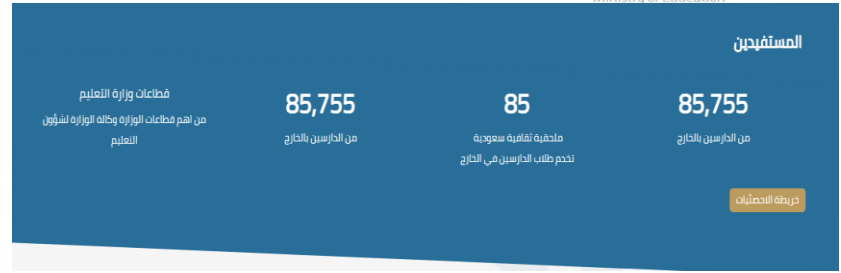 المستفيدين
85,755
من الدارسين بالخارج
85
ملحقية ثقافية سعودية
تخدم طلاب الدارسين في الخارج
85,755
من الدارسين بالخارج
قطاعات وزارة التعليم
من اهم قطاعات الوزارة وكالة الوزارة لشؤون
التعليم
خريطة الاحصئيات